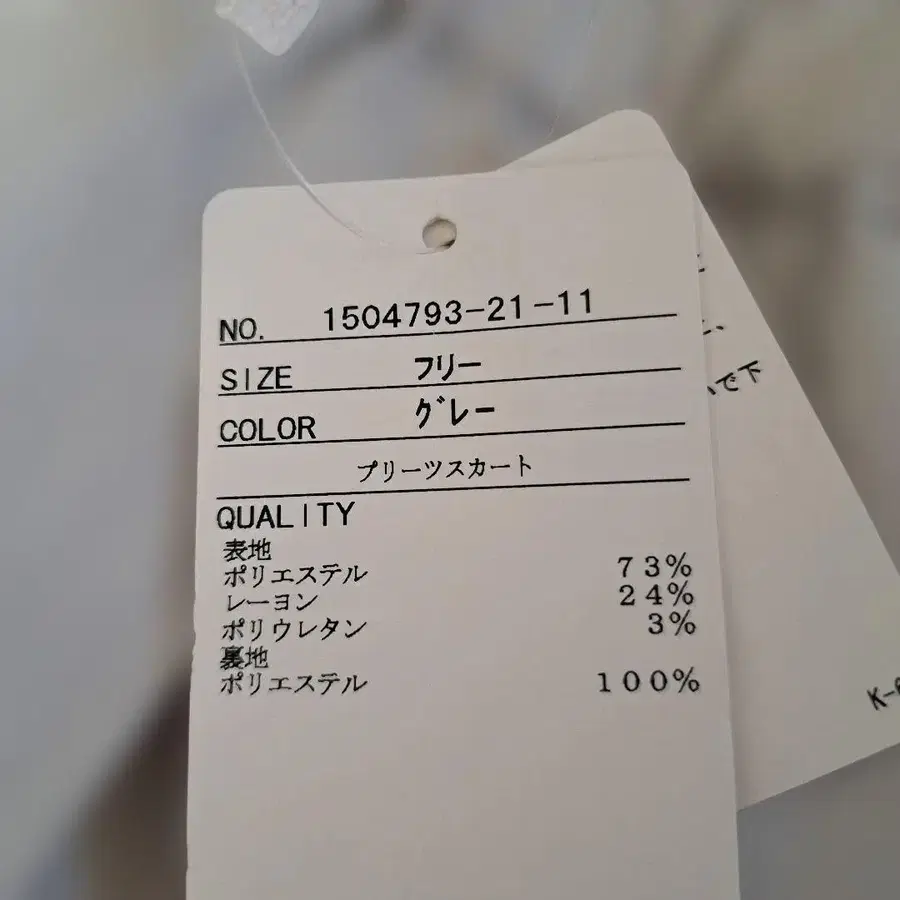 NO. 1504793-21-11
SIZE フリー
COLOR グレー
プリーツスカート
QUALITY
表地
ポリエステル 73%
レーヨン 24%
ポリウレタン 3%
裏地
ポリエステル 100%
で下
K-